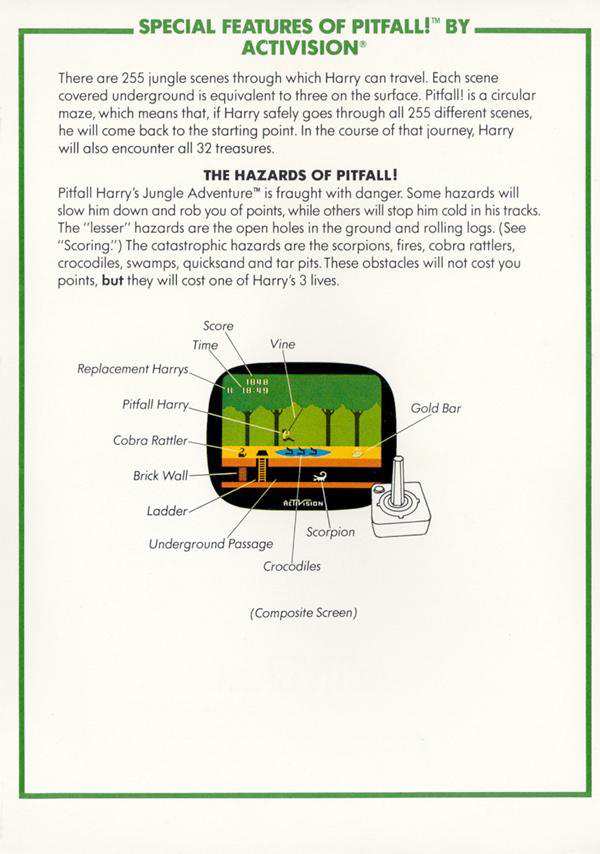 SPECIAL FEATURES OF PITFALL!™ BY
ACTIVISION®
There are 255 jungle scenes through which Harry can travel. Each scene
covered underground is equivalent to three on the surface. Pitfall! is a circular
maze, which means that, if Harry safely goes through all 255 different scenes,
he will come back to the starting point. In the course of that journey, Harry
will also encounter all 32 treasures.
THE HAZARDS OF PITFALL!
Pitfall Harry's Jungle Adventure™ is fraught with danger. Some hazards will
slow him down and rob you of points, while others will stop him cold in his tracks.
The "lesser" hazards are the open holes in the ground and rolling logs. (See
"Scoring.") The catastrophic hazards are the scorpions, fires, cobra rattlers,
crocodiles, swamps, quicksand and tar pits. These obstacles will not cost you
points, but they will cost one of Harry's 3 lives.
Score
Time
Vine
Replacement Harrys
1848
18:49
Pitfall Harry
Gold Bar
Cobra Rattler
Brick Wall
ACTIVISION
Ladder
Scorpion
Underground Passage
Crocodiles
(Composite Screen)